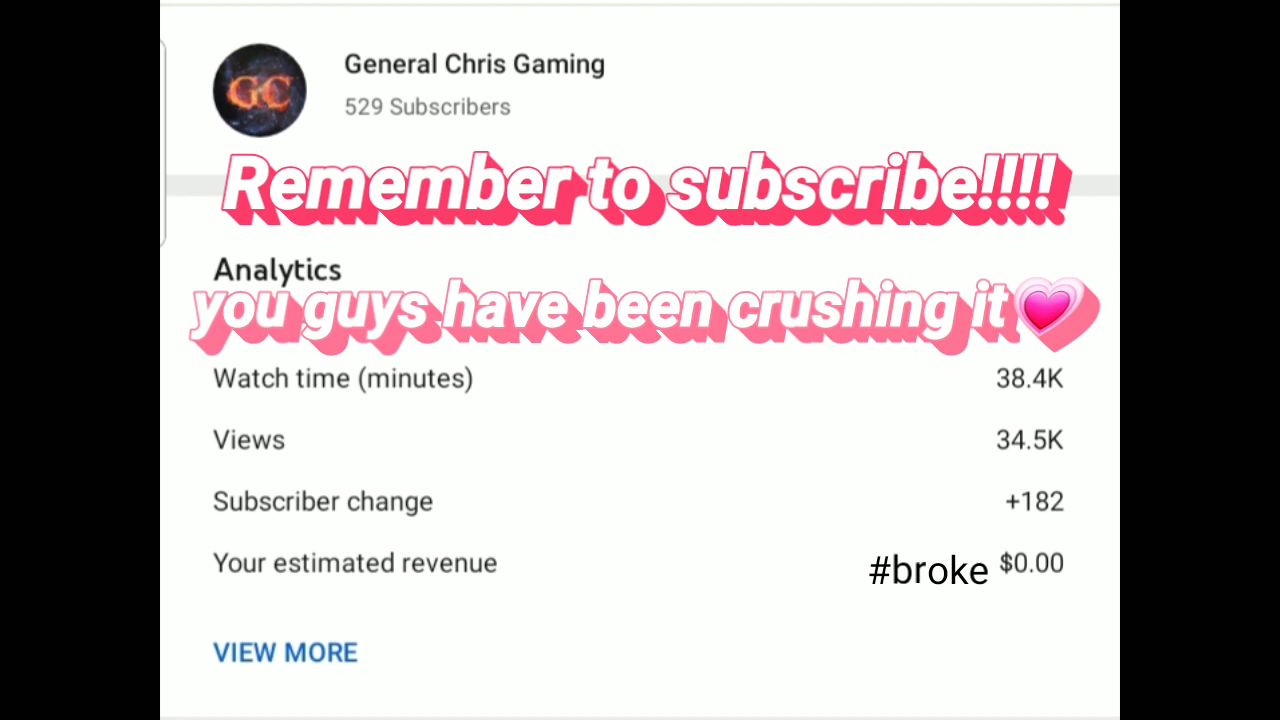 GC
General Chris Gaming
529 Subscribers
Remember to subscribe!!!!
Analytics
you guys have been crushing it💗
Watch time (minutes) 38.4K
Views 34.5K
Subscriber change +182
Your estimated revenue #broke $0.00
VIEW MORE